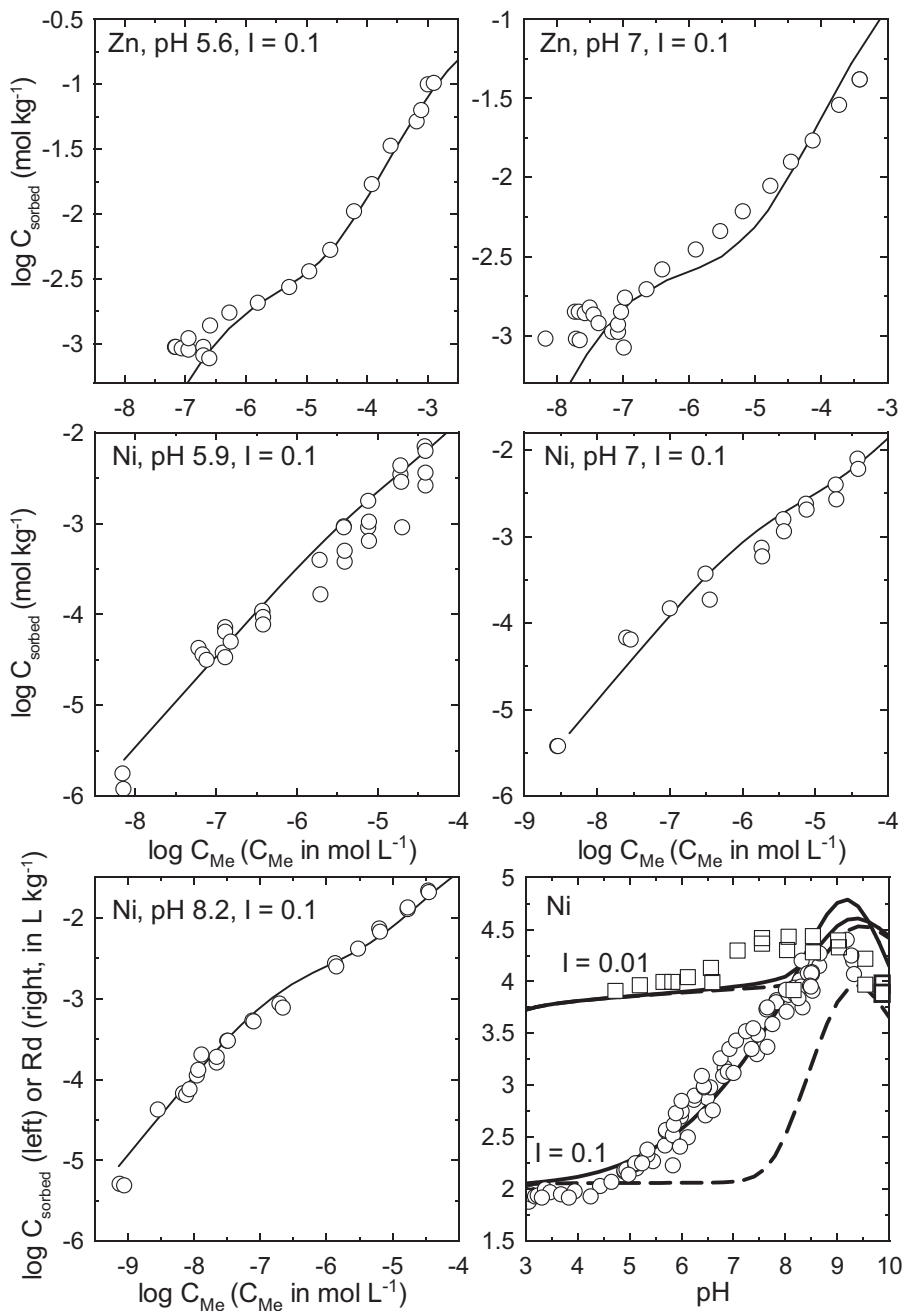 Zn, pH 5.6, I = 0.1
-0.5
-1
-1.5
-2
-2.5
-3
-8 -7 -6 -5 -4 -3
log C_sorbed (mol kg⁻¹)
Zn, pH 7, I = 0.1
-1
-1.5
-2
-2.5
-3
-8 -7 -6 -5 -4 -3
Ni, pH 5.9, I = 0.1
-2
-3
-4
-5
-6
-8 -7 -6 -5 -4
log C_sorbed (mol kg⁻¹)
log C_Me (C_Me in mol L⁻¹)
Ni, pH 7, I = 0.1
-2
-3
-4
-5
-6
-9 -8 -7 -6 -5 -4
log C_Me (C_Me in mol L⁻¹)
Ni, pH 8.2, I = 0.1
-2
-3
-4
-5
-6
-9 -8 -7 -6 -5 -4
log C_sorbed (left) or Rd (right, in L kg⁻¹)
log C_Me (C_Me in mol L⁻¹)
Ni
I = 0.01
I = 0.1
5
4.5
4
3.5
3
2.5
2
1.5
3 4 5 6 7 8 9 10
pH